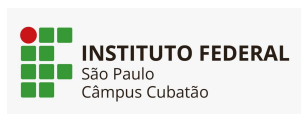 INSTITUTO FEDERAL
São Paulo
Câmpus Cubatão